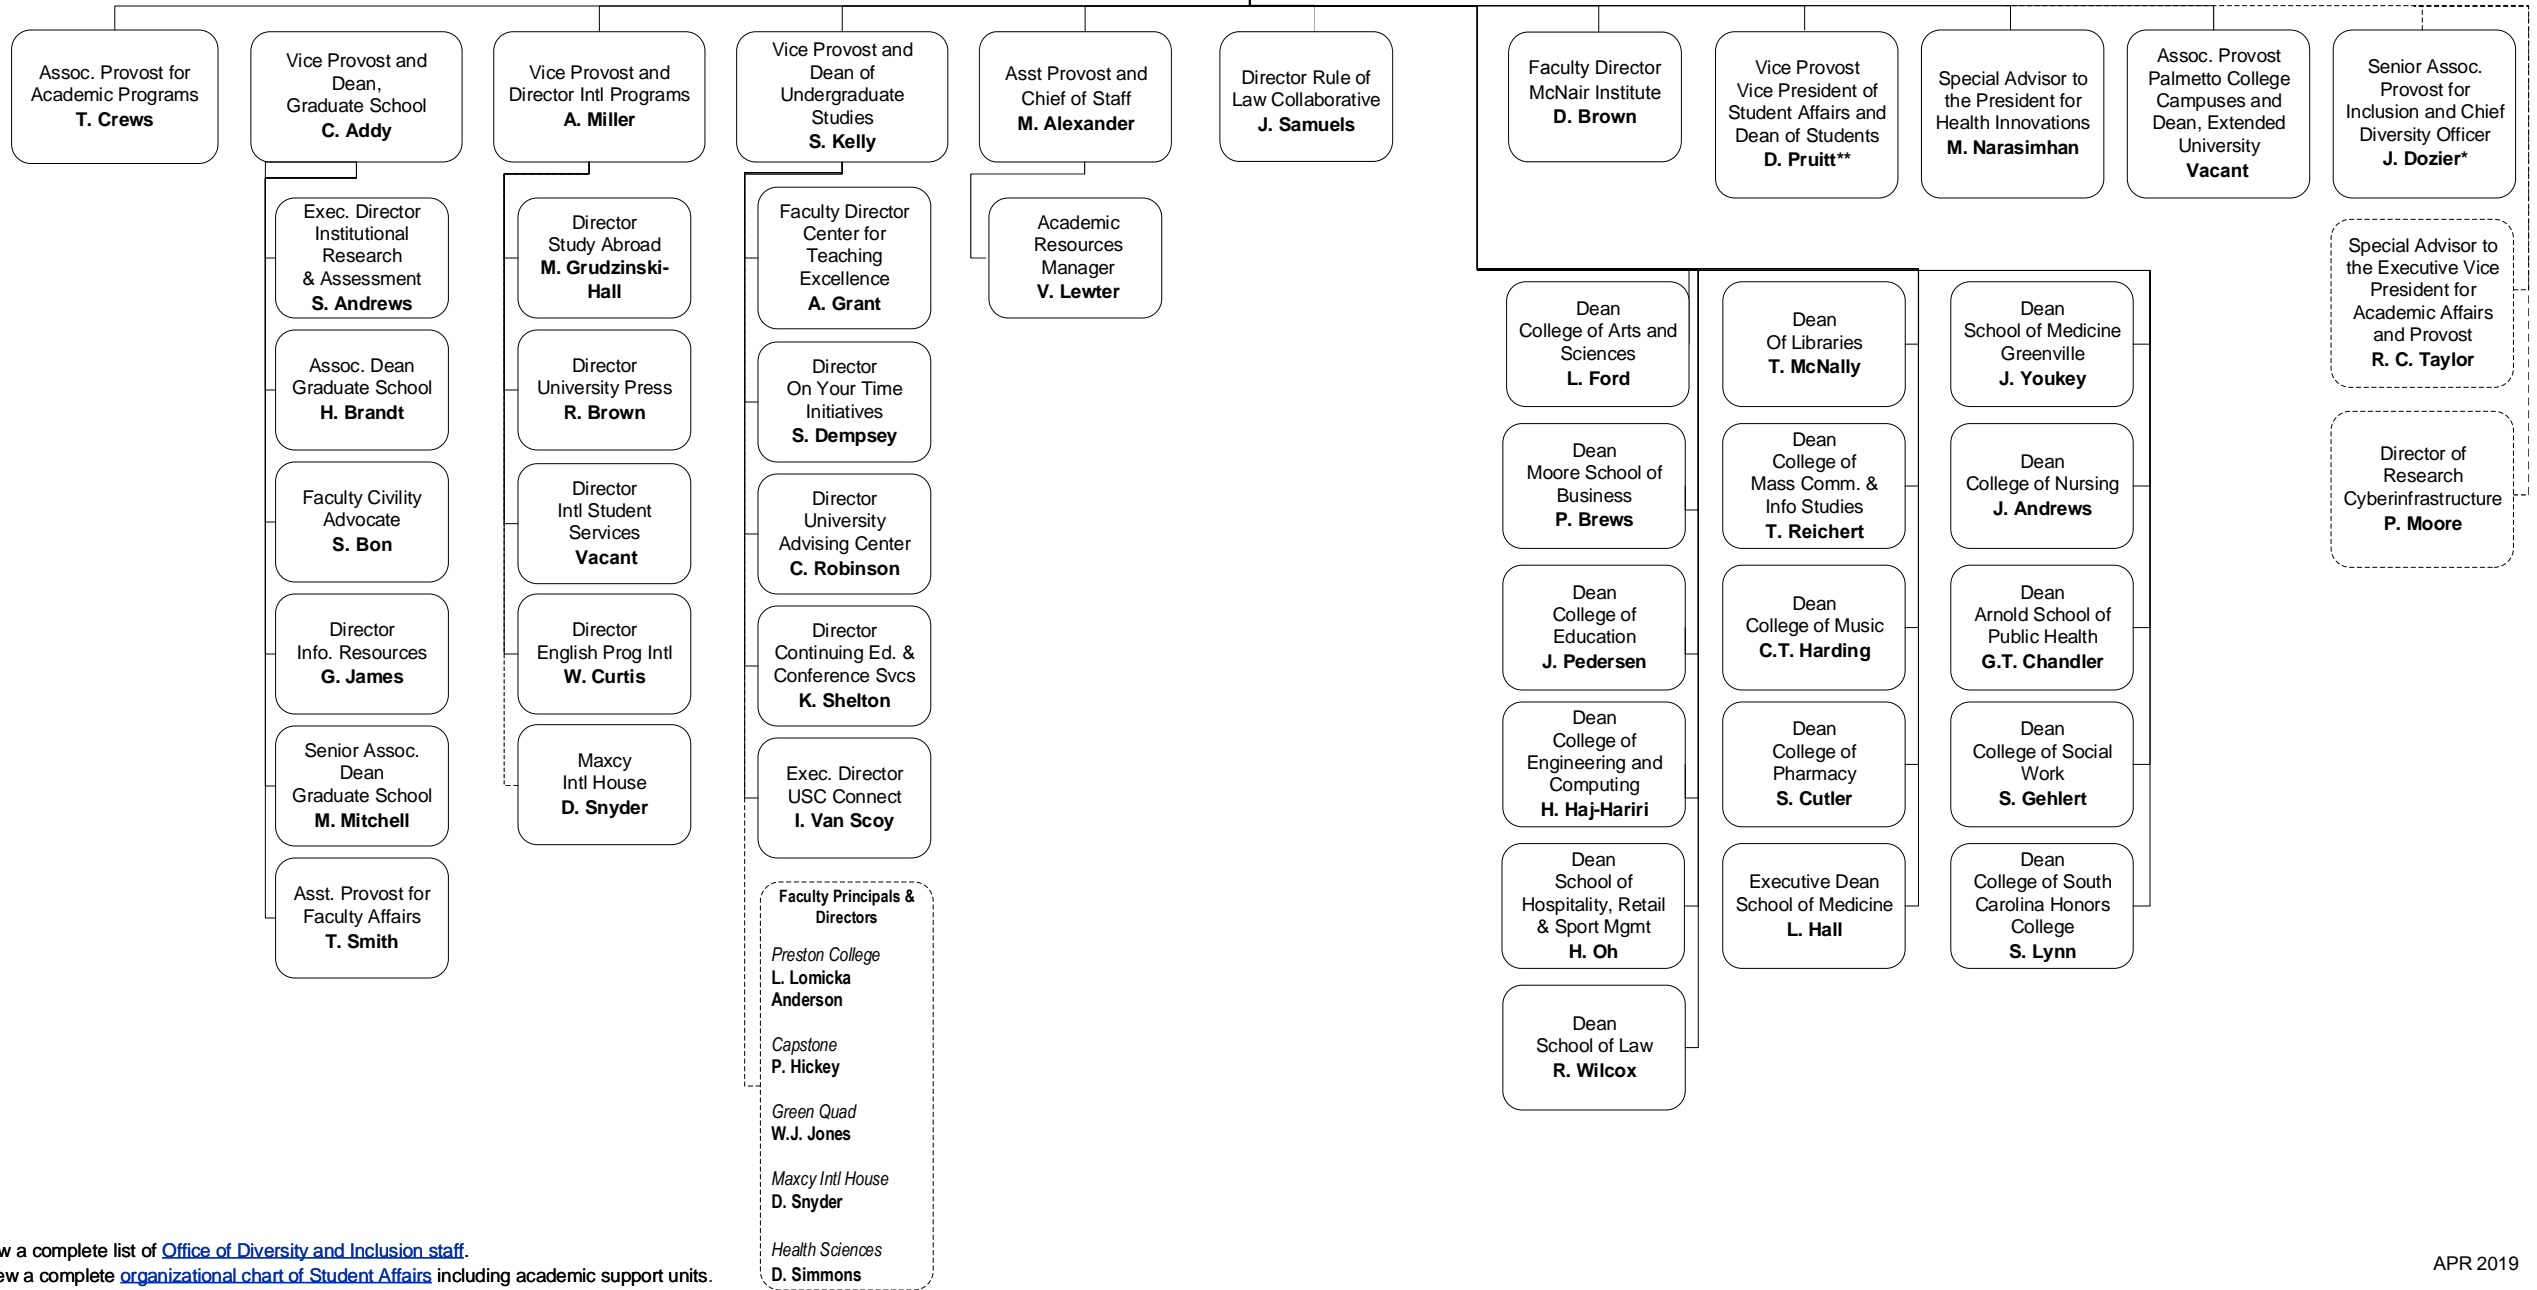 Assoc. Provost for
Academic Programs
T. Crews
Vice Provost and
Dean,
Graduate School
C. Addy
Vice Provost and
Director Intl Programs
A. Miller
Vice Provost and
Dean of
Undergraduate
Studies
S. Kelly
Asst Provost and
Chief of Staff
M. Alexander
Director Rule of
Law Collaborative
J. Samuels
Faculty Director
McNair Institute
D. Brown
Vice Provost
Vice President of
Student Affairs and
Dean of Students
D. Pruitt**
Special Advisor to
the President for
Health Innovations
M. Narasimhan
Assoc. Provost
Palmetto College
Campuses and
Dean, Extended
University
Vacant
Senior Assoc.
Provost for
Inclusion and Chief
Diversity Officer
J. Dozier*
Exec. Director
Institutional
Research
& Assessment
S. Andrews
Assoc. Dean
Graduate School
H. Brandt
Faculty Civility
Advocate
S. Bon
Director
Info. Resources
G. James
Senior Assoc.
Dean
Graduate School
M. Mitchell
Asst. Provost for
Faculty Affairs
T. Smith
Director
Study Abroad
M. Grudzinski-
Hall
Director
University Press
R. Brown
Director
Intl Student
Services
Vacant
Director
English Prog Intl
W. Curtis
Maxcy
Intl House
D. Snyder
Faculty Director
Center for
Teaching
Excellence
A. Grant
Director
On Your Time
Initiatives
S. Dempsey
Director
University
Advising Center
C. Robinson
Director
Continuing Ed. &
Conference Svcs
K. Shelton
Exec. Director
USC Connect
I. Van Scoy
Faculty Principals &
Directors
Preston College
L. Lomicka
Anderson
Capstone
P. Hickey
Green Quad
W.J. Jones
Maxcy Intl House
D. Snyder
Health Sciences
D. Simmons
Academic
Resources
Manager
V. Lewter
Dean
College of Arts and
Sciences
L. Ford
Dean
Moore School of
Business
P. Brews
Dean
College of
Education
J. Pedersen
Dean
College of
Engineering and
Computing
H. Haj-Hariri
Dean
School of
Hospitality, Retail
& Sport Mgmt
H. Oh
Dean
School of Law
R. Wilcox
Dean
Of Libraries
T. McNally
Dean
College of
Mass Comm. &
Info Studies
T. Reichert
Dean
College of Music
C.T. Harding
Dean
College of
Pharmacy
S. Cutler
Executive Dean
School of Medicine
L. Hall
Dean
School of Medicine
Greenville
J. Youkey
Dean
College of Nursing
J. Andrews
Dean
Arnold School of
Public Health
G.T. Chandler
Dean
College of Social
Work
S. Gehlert
Dean
College of South
Carolina Honors
College
S. Lynn
Special Advisor to
the Executive Vice
President for
Academic Affairs
and Provost
R. C. Taylor
Director of
Research
Cyberinfrastructure
P. Moore
w a complete list of Office of Diversity and Inclusion staff.
ew a complete organizational chart of Student Affairs including academic support units.
APR 2019